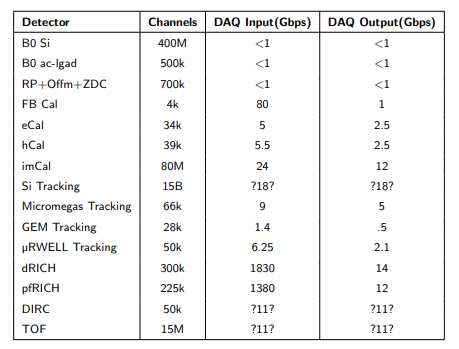 Detector Channels DAQ Input(Gbps) DAQ Output(Gbps)
B0 Si 400M <1 <1
B0 ac-lgad 500k <1 <1
RP+Offm+ZDC 700k <1 <1
FB Cal 4k 80 1
eCal 34k 5 2.5
hCal 39k 5.5 2.5
imCal 80M 24 12
Si Tracking 15B ?18? ?18?
Micromegas Tracking 66k 9 5
GEM Tracking 28k 1.4 .5
μRWELL Tracking 50k 6.25 2.1
dRICH 300k 1830 14
pfRICH 225k 1380 12
DIRC 50k ?11? ?11?
TOF 15M ?11? ?11?